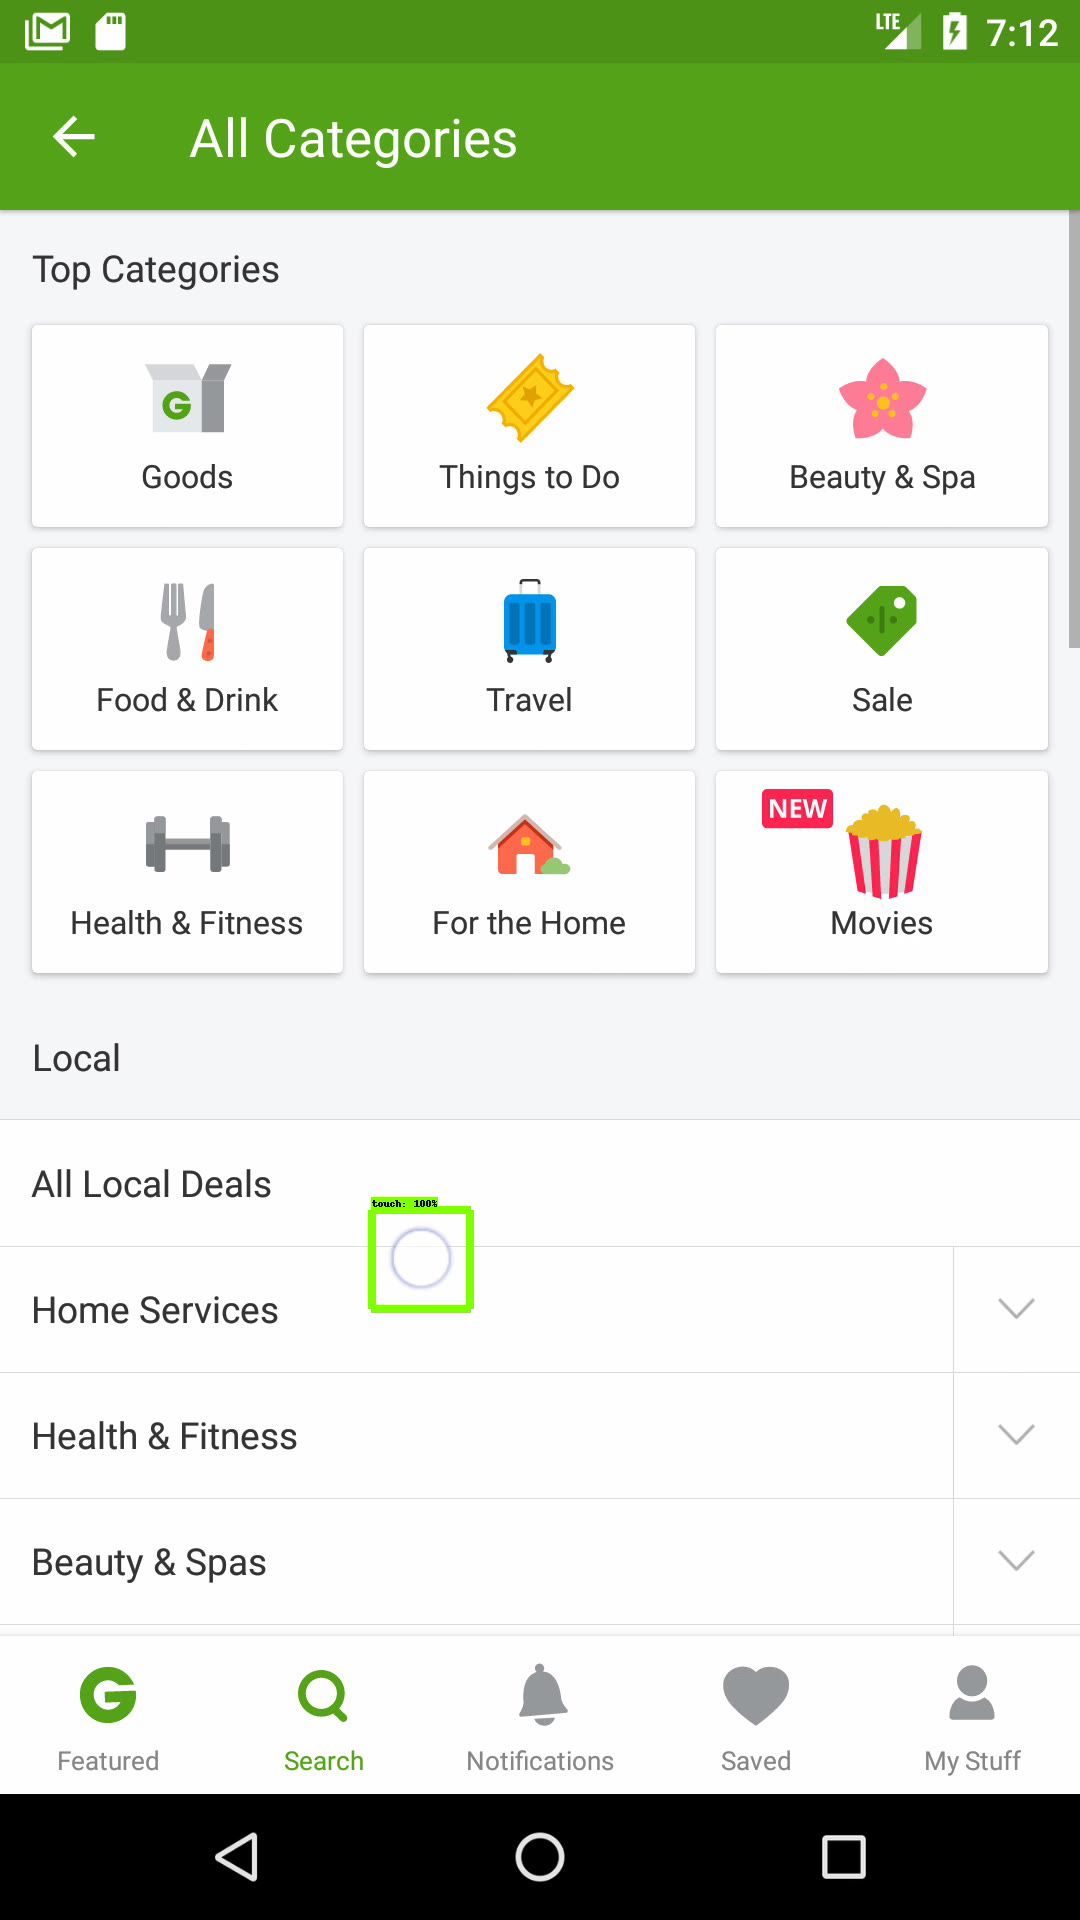 LTE 7:12
All Categories
Top Categories
Goods
Things to Do
Beauty & Spa
Food & Drink
Travel
Sale
Health & Fitness
For the Home
NEW
Movies
Local
All Local Deals
touch: 100%
Home Services
Health & Fitness
Beauty & Spas
Featured
Search
Notifications
Saved
My Stuff